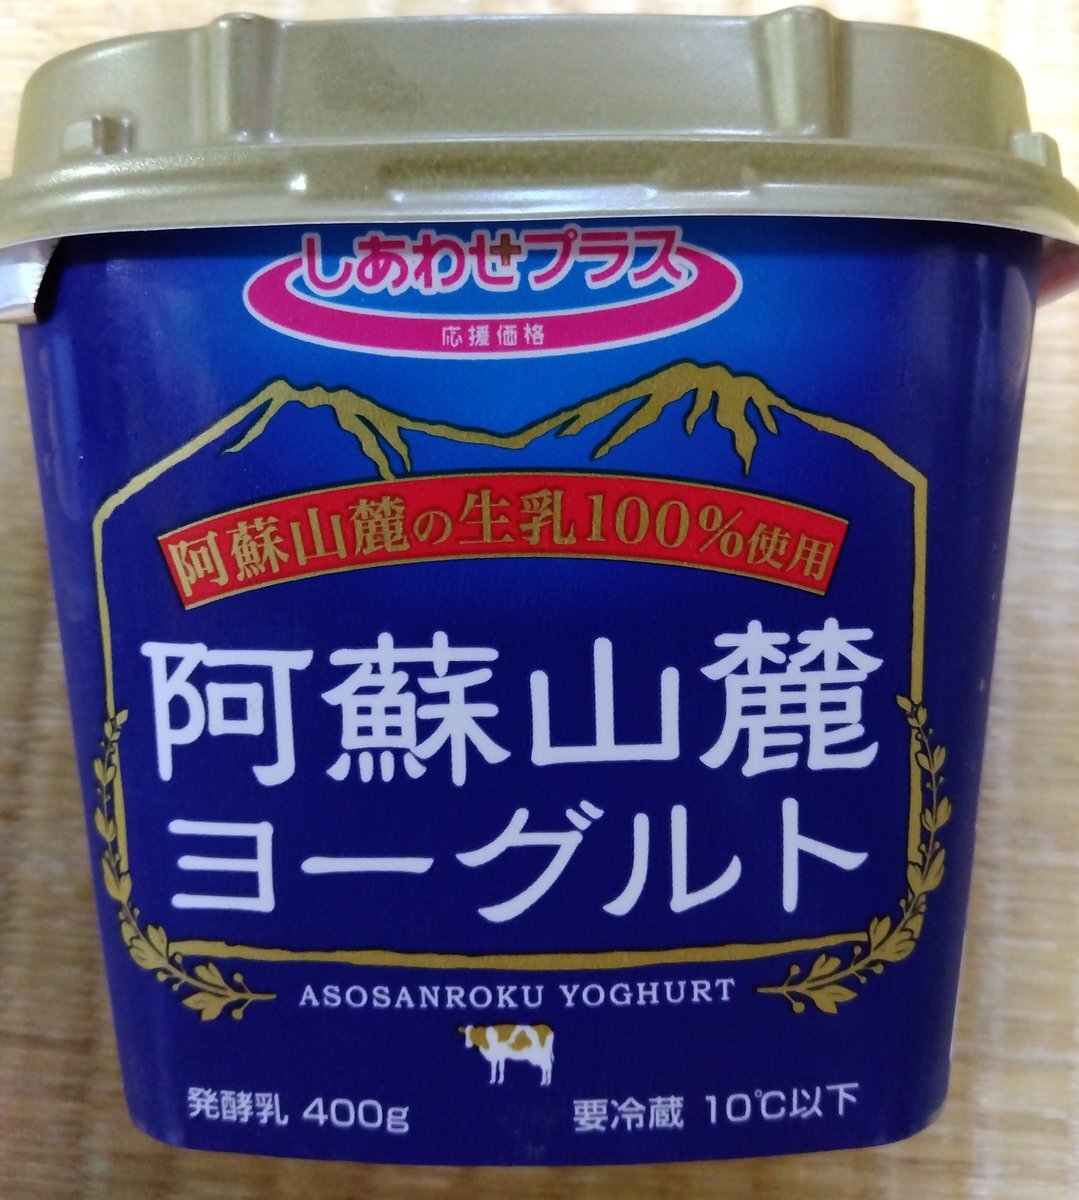 しあわせプラス
応援価格
阿蘇山麓の生乳100%使用
阿蘇山麓
ヨーグルト
ASOSANROKU YOGHURT
発酵乳 400g
要冷蔵 10℃以下